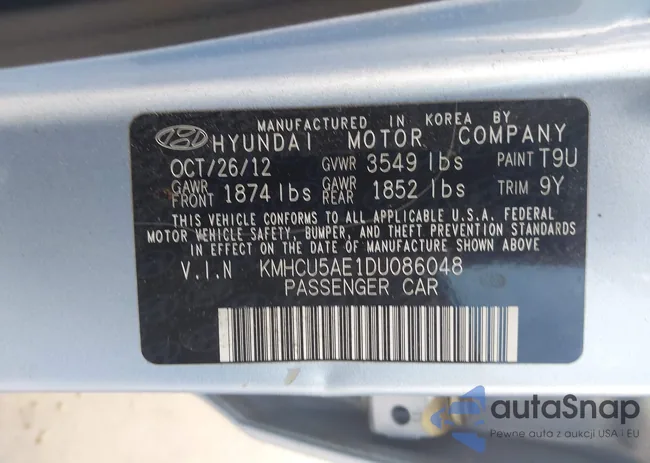 MANUFACTURED IN KOREA BY
HYUNDAI MOTOR COMPANY
OCT/26/12 GVWR 3549 lbs PAINT T9U
GAWR FRONT 1874 lbs GAWR REAR 1852 lbs TRIM 9Y
THIS VEHICLE CONFORMS TO ALL APPLICABLE U.S.A. FEDERAL
MOTOR VEHICLE SAFETY, BUMPER, AND THEFT PREVENTION STANDARDS
IN EFFECT ON THE DATE OF MANUFACTURE SHOWN ABOVE.
V.I.N KMHCU5AE1DU086048
PASSENGER CAR
autoSnap
Pewne auta z aukcji USA i EU